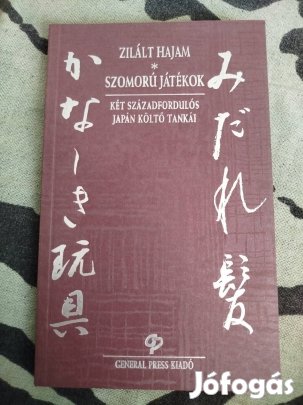 ZILÁLT HAJAM
*
SZOMORÚ JÁTÉKOK
KÉT SZÁZADFORDULÓS
JAPÁN KÖLTŐ TANKÁI
みだれ髪
かなしき玩具
GENERAL PRESS KIADÓ
Jófogás